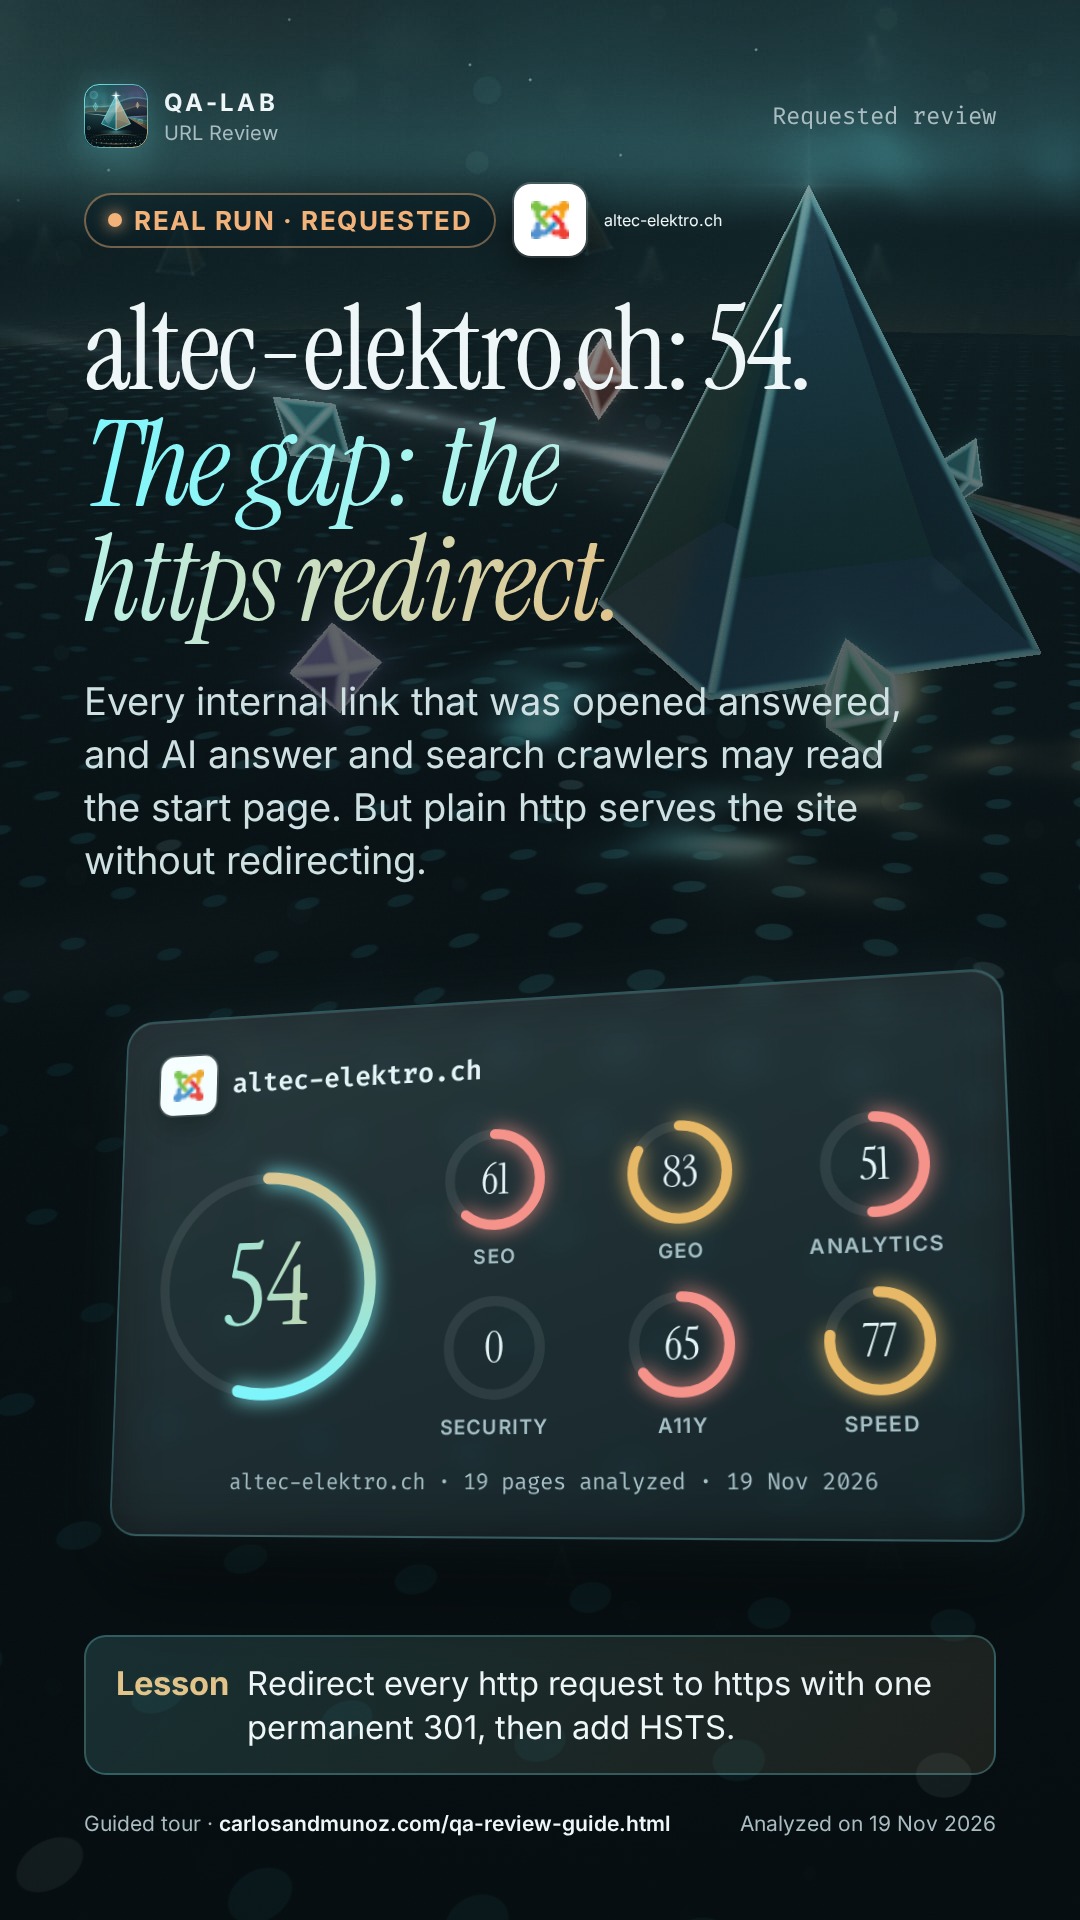 QA-LAB
URL Review
Requested review
REAL RUN · REQUESTED
altec-elektro.ch
altec-elektro.ch: 54.
The gap: the
https redirect.
Every internal link that was opened answered,
and AI answer and search crawlers may read
the start page. But plain http serves the site
without redirecting.
altec-elektro.ch
54
61
SEO
83
GEO
51
ANALYTICS
0
SECURITY
65
A11Y
77
SPEED
altec-elektro.ch · 19 pages analyzed · 19 Nov 2026
Lesson Redirect every http request to https with one
permanent 301, then add HSTS.
Guided tour · carlosandmunoz.com/qa-review-guide.html
Analyzed on 19 Nov 2026